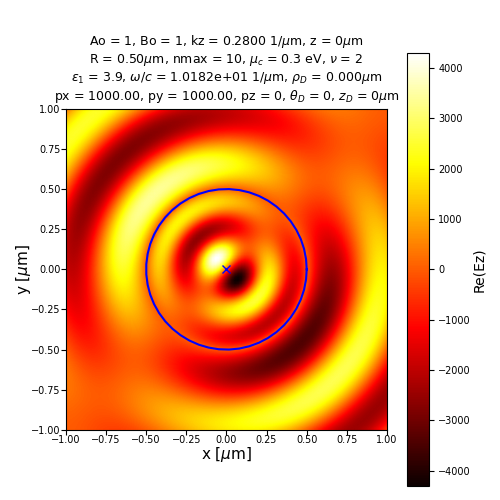 Ao = 1, Bo = 1, kz = 0.2800 1/μm, z = 0μm
R = 0.50μm, nmax = 10, μc = 0.3 eV, ν = 2
ε1 = 3.9, ω/c = 1.0182e+01 1/μm, ρD = 0.000μm
px = 1000.00, py = 1000.00, pz = 0, θD = 0, zD = 0μm
1.00
0.75
0.50
0.25
0.00
−0.25
−0.50
−0.75
−1.00
y [μm]
−1.00 −0.75 −0.50 −0.25 0.00 0.25 0.50 0.75 1.00
x [μm]
4000
3000
2000
1000
0
−1000
−2000
−3000
−4000
Re(Ez)